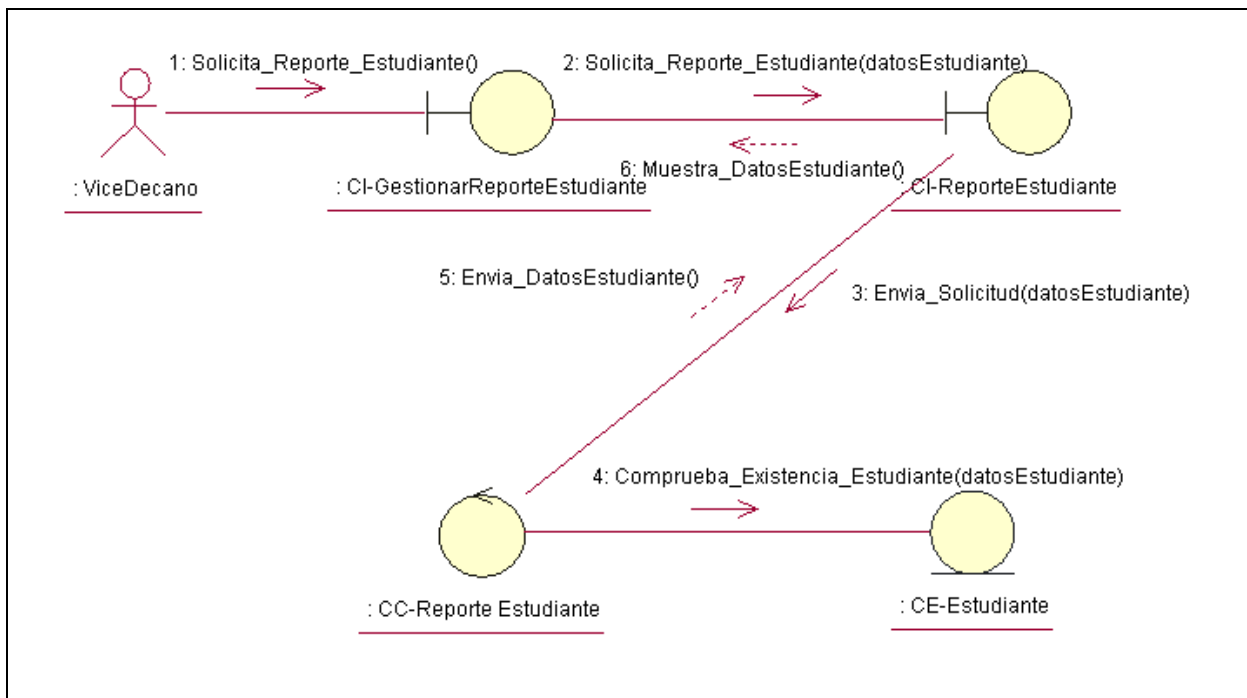 1: Solicita_Reporte_Estudiante()
2: Solicita_Reporte_Estudiante(datosEstudiante)
6: Muestra_DatosEstudiante()
: ViceDecano
: CI-GestionarReporteEstudiante
: CI-ReporteEstudiante
5: Envia_DatosEstudiante()
3: Envia_Solicitud(datosEstudiante)
4: Comprueba_Existencia_Estudiante(datosEstudiante)
: CC-Reporte Estudiante
: CE-Estudiante